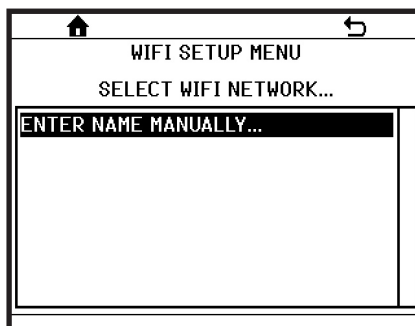 WIFI SETUP MENU
SELECT WIFI NETWORK...
ENTER NAME MANUALLY...